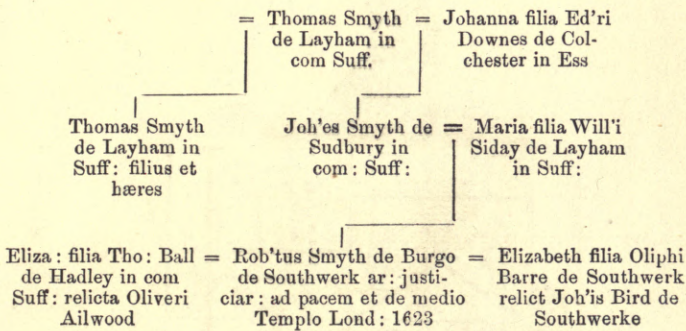 = Thomas Smyth = Johanna filia Ed'ri
de Layham in Downes de Col-
com Suff. chester in Ess
Thomas Smyth Joh'es Smyth de = Maria filia Will'i
de Layham in Sudbury in Siday de Layham
Suff: filius et com: Suff: in Suff:
hæres
Eliza: filia Tho: Ball = Rob'tus Smyth de Burgo = Elizabeth filia Oliphi
de Hadley in com de Southwerk ar: justi- Barre de Southwerk
Suff: relicta Oliveri ciar: ad pacem et de medio relict Joh'is Bird de
Ailwood Templo Lond: 1623 Southwerke